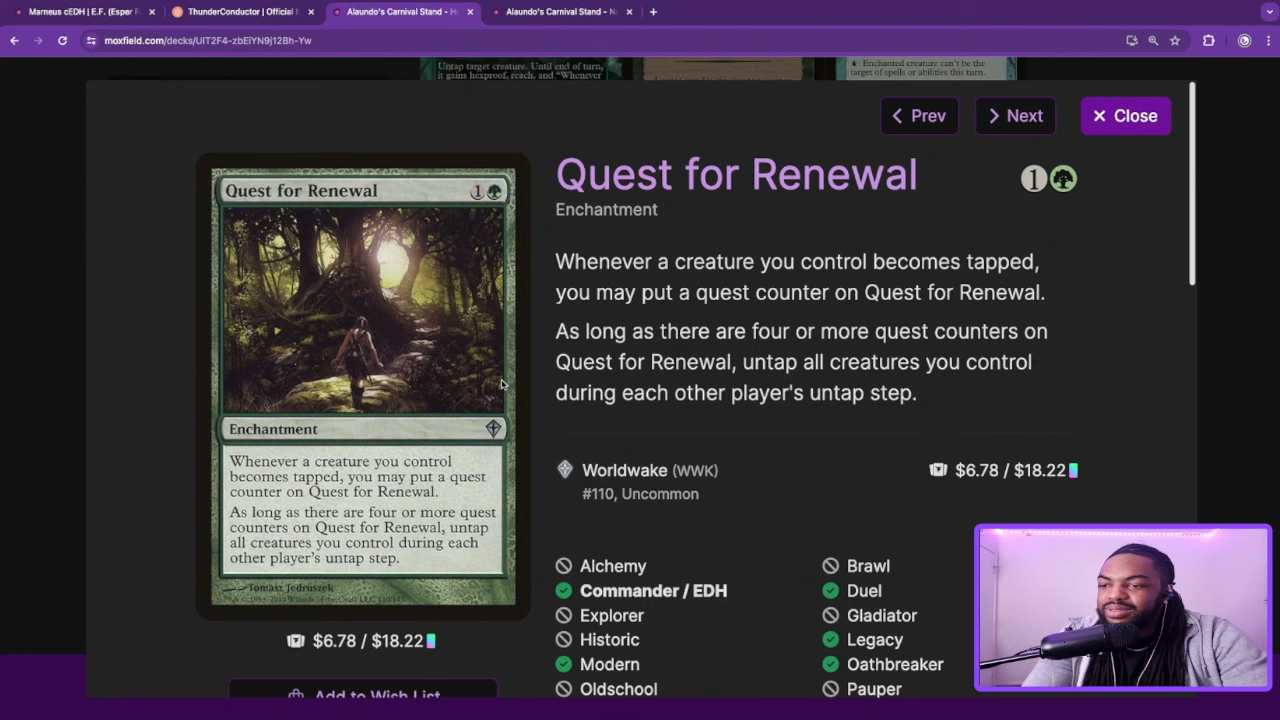 Marneus cEDH | E.F. (Esper
ThunderConductor | Official
Alaundo's Carnival Stand -
Alaundo's Carnival Stand -
moxfield.com/decks/UIT2F4-zbEiYN9j12Bh-Yw
Untap target creature. Until end of turn,
it gains hexproof, reach, and "Whenever
: Enchanted creature can't be the
target of spells or abilities this turn.
Prev
Next
Close
Quest for Renewal
1
Quest for Renewal
1
Enchantment
Whenever a creature you control becomes tapped,
you may put a quest counter on Quest for Renewal.
As long as there are four or more quest counters on
Quest for Renewal, untap all creatures you control
during each other player's untap step.
Enchantment
Whenever a creature you control
becomes tapped, you may put a quest
counter on Quest for Renewal.
As long as there are four or more quest
counters on Quest for Renewal, untap
all creatures you control during each
other player's untap step.
Tomasz Jedruszek
Worldwake (WWK)
$6.78 / $18.22
#110, Uncommon
Alchemy
Brawl
Commander / EDH
Duel
Explorer
Gladiator
Historic
Legacy
Modern
Oathbreaker
Oldschool
Pauper
$6.78 / $18.22
Add to Wish List